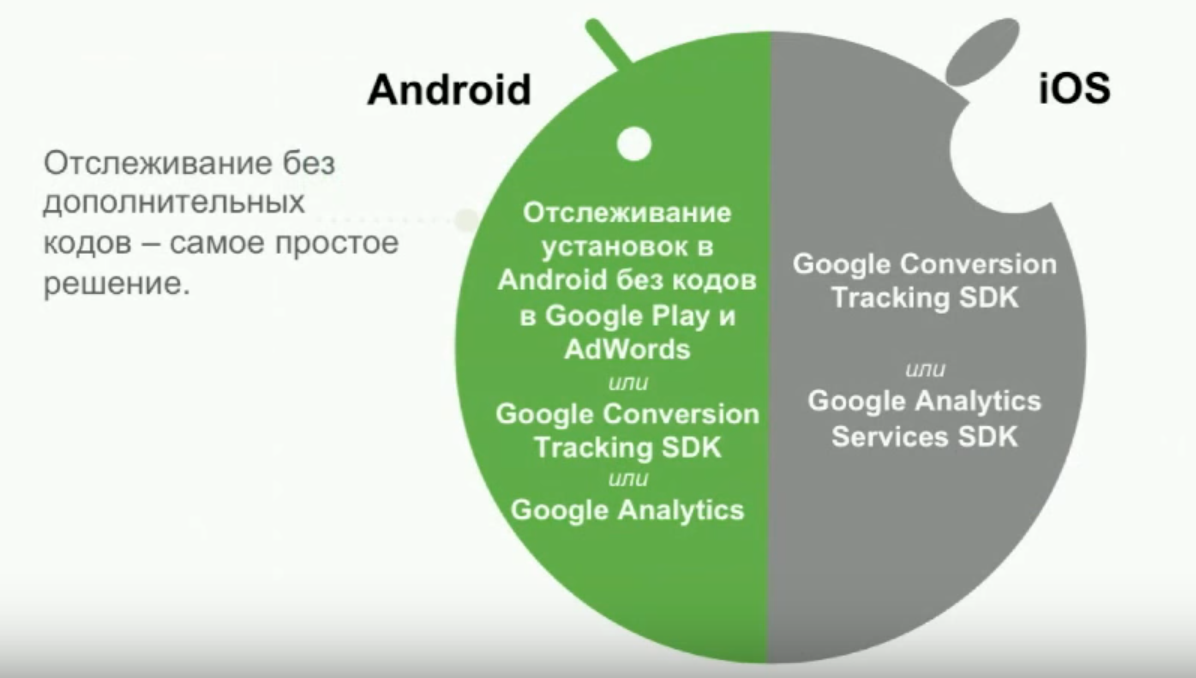 Android
iOS
Отслеживание без
дополнительных
кодов – самое простое
решение.
Отслеживание
установок в
Android без кодов
в Google Play и
AdWords
или
Google Conversion
Tracking SDK
или
Google Analytics
Google Conversion
Tracking SDK
или
Google Analytics
Services SDK